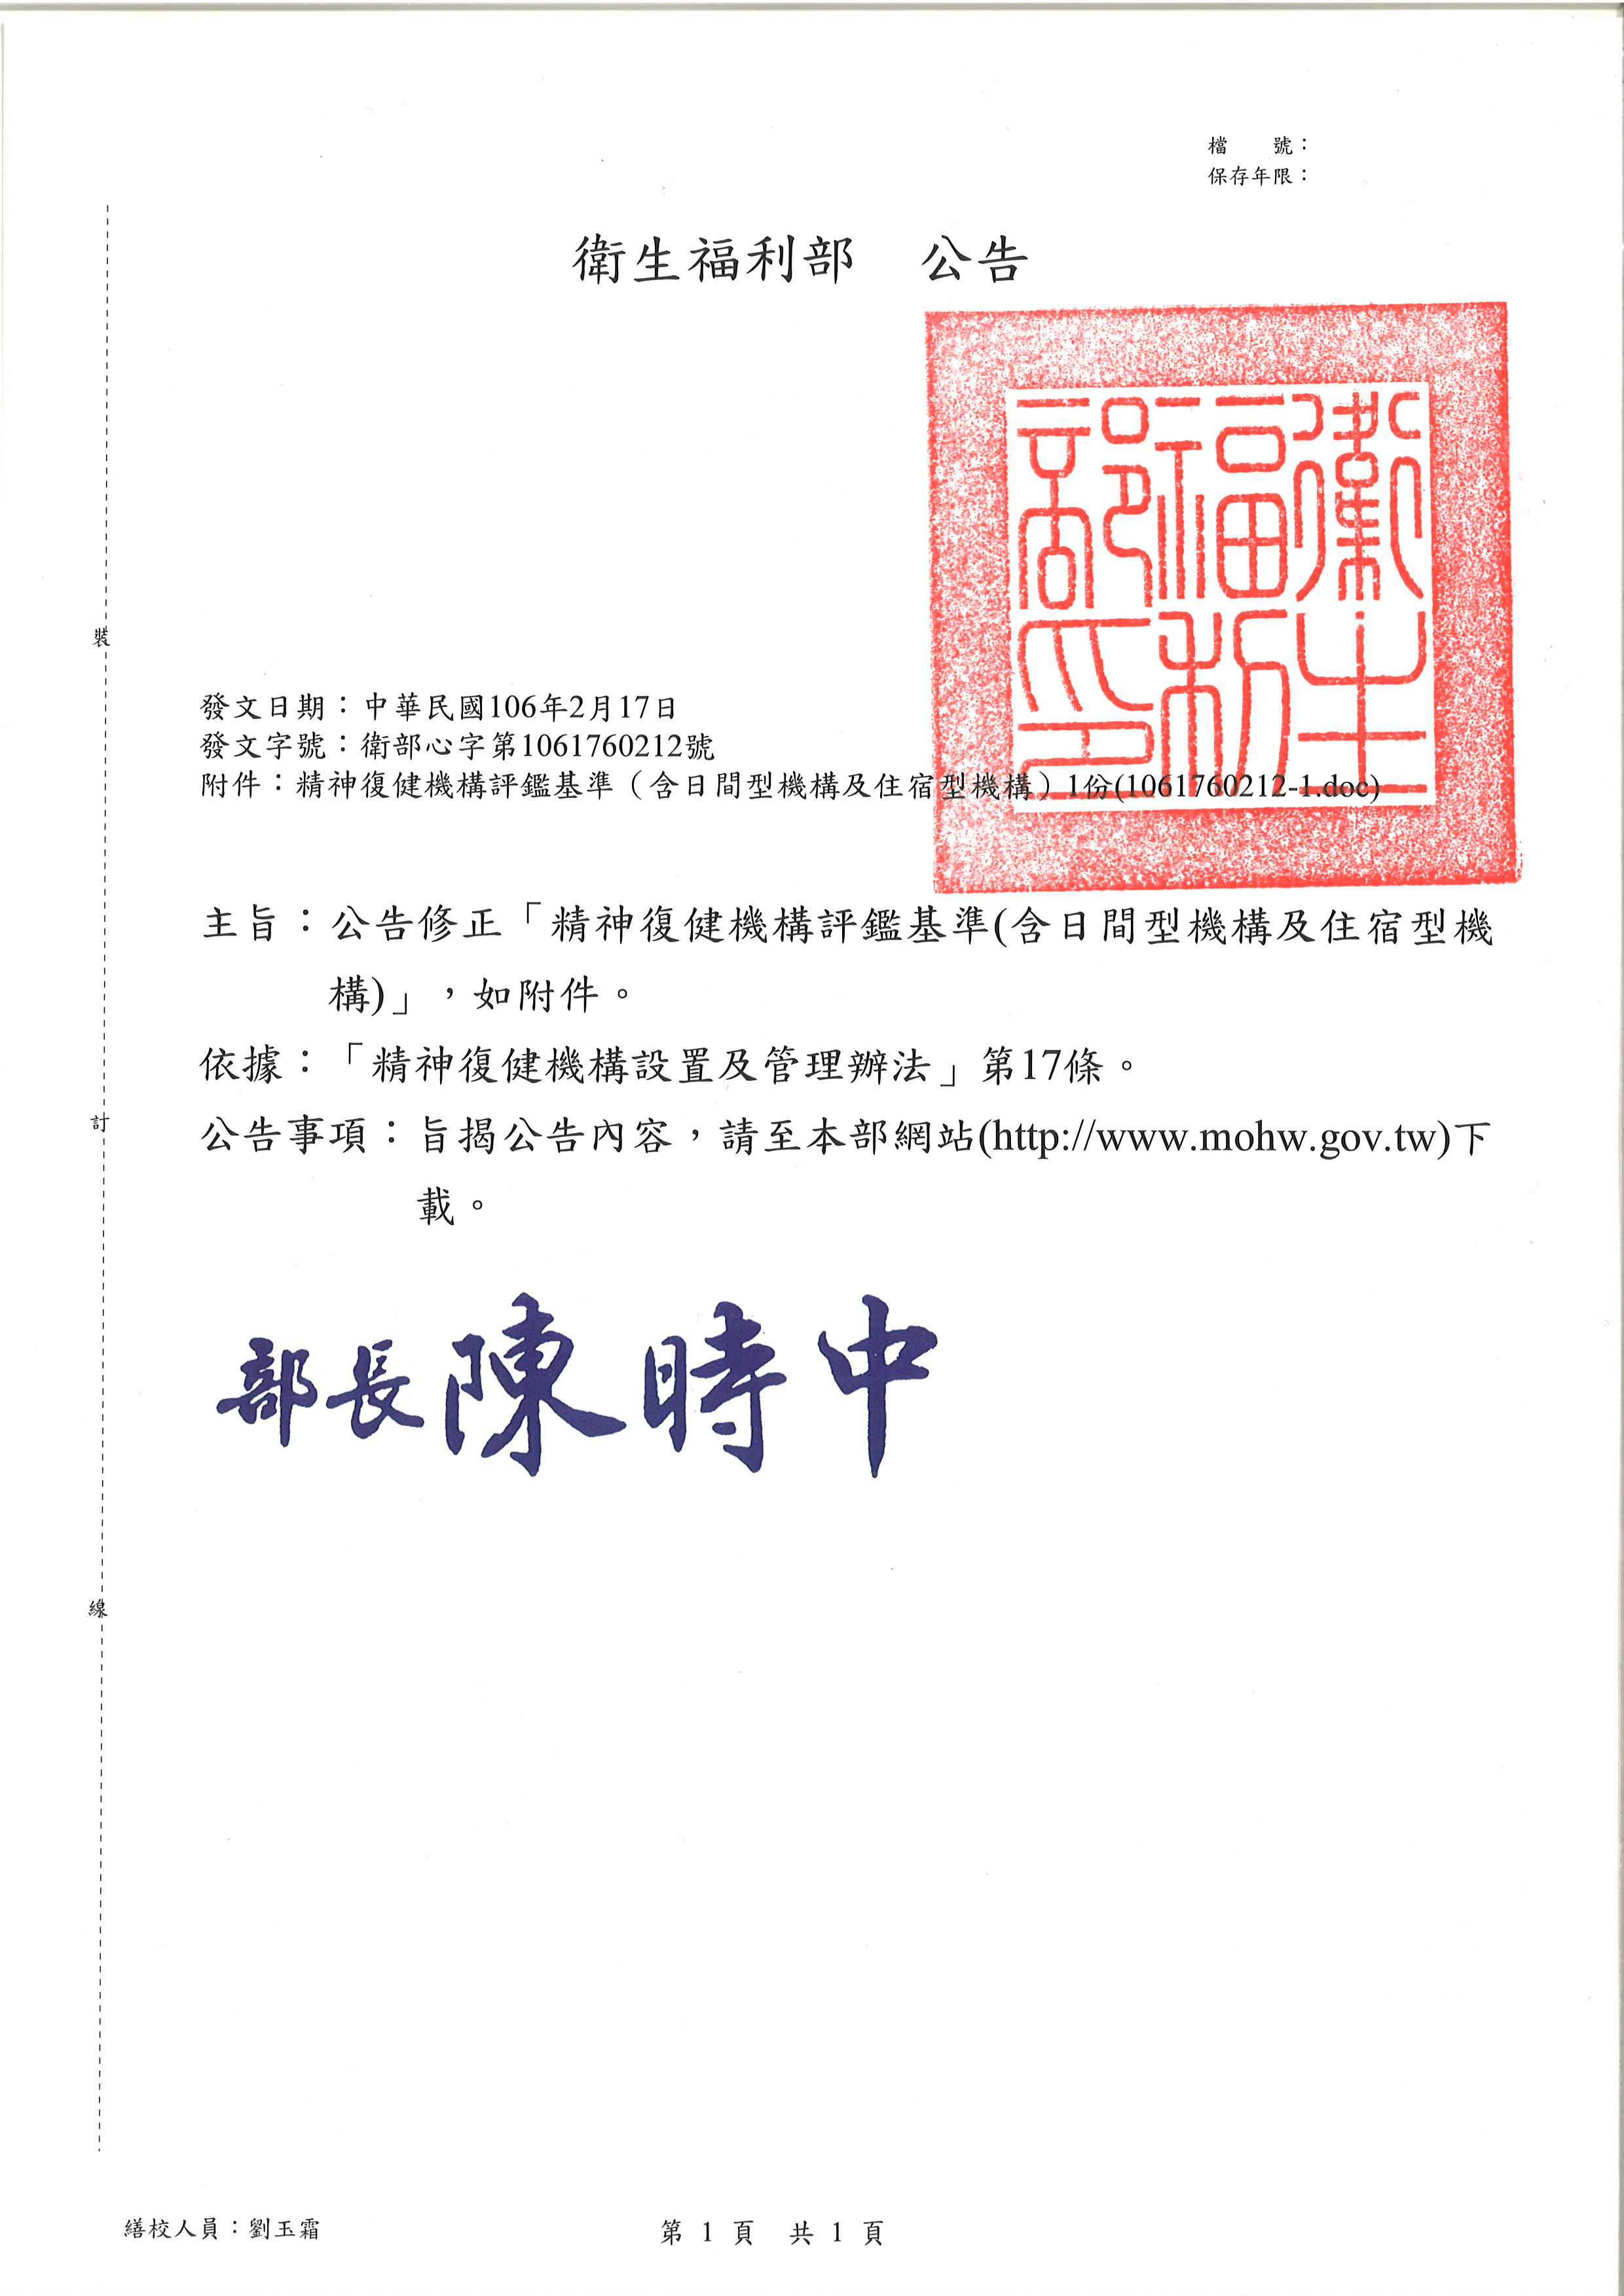 檔　　號：
保存年限：
衛生福利部　公告
衛生福利部印
發文日期：中華民國106年2月17日
發文字號：衛部心字第1061760212號
附件：精神復健機構評鑑基準（含日間型機構及住宿型機構）1份(1061760212-1.doc)
主旨：公告修正「精神復健機構評鑑基準(含日間型機構及住宿型機
構)」，如附件。
依據：「精神復健機構設置及管理辦法」第17條。
公告事項：旨揭公告內容，請至本部網站(http://www.mohw.gov.tw)下
載。
部長陳時中
裝
訂
線
繕校人員：劉玉霜
第 1 頁　共 1 頁